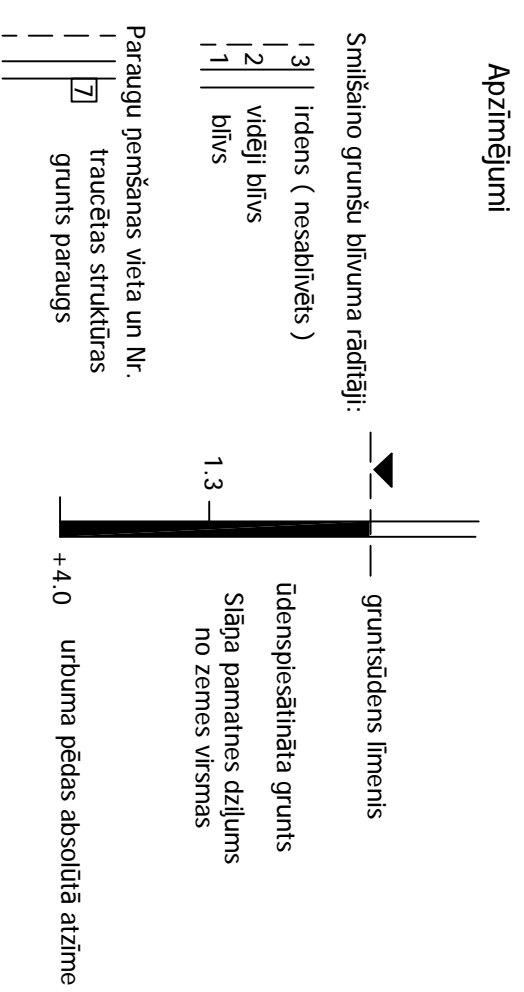 Apzīmējumi
Smilšaino grunšu blīvuma rādītāji:
3 irdens ( nesablīvēts )
2 vidēji blīvs
1 blīvs
Paraugu ņemšanas vieta un Nr.
7 traucētas struktūras
grunts paraugs
gruntsūdens līmenis
ūdenspiesātināta grunts
1.3 Slāņa pamatnes dziļums
no zemes virsmas
+4.0 urbuma pēdas absolūtā atzīme